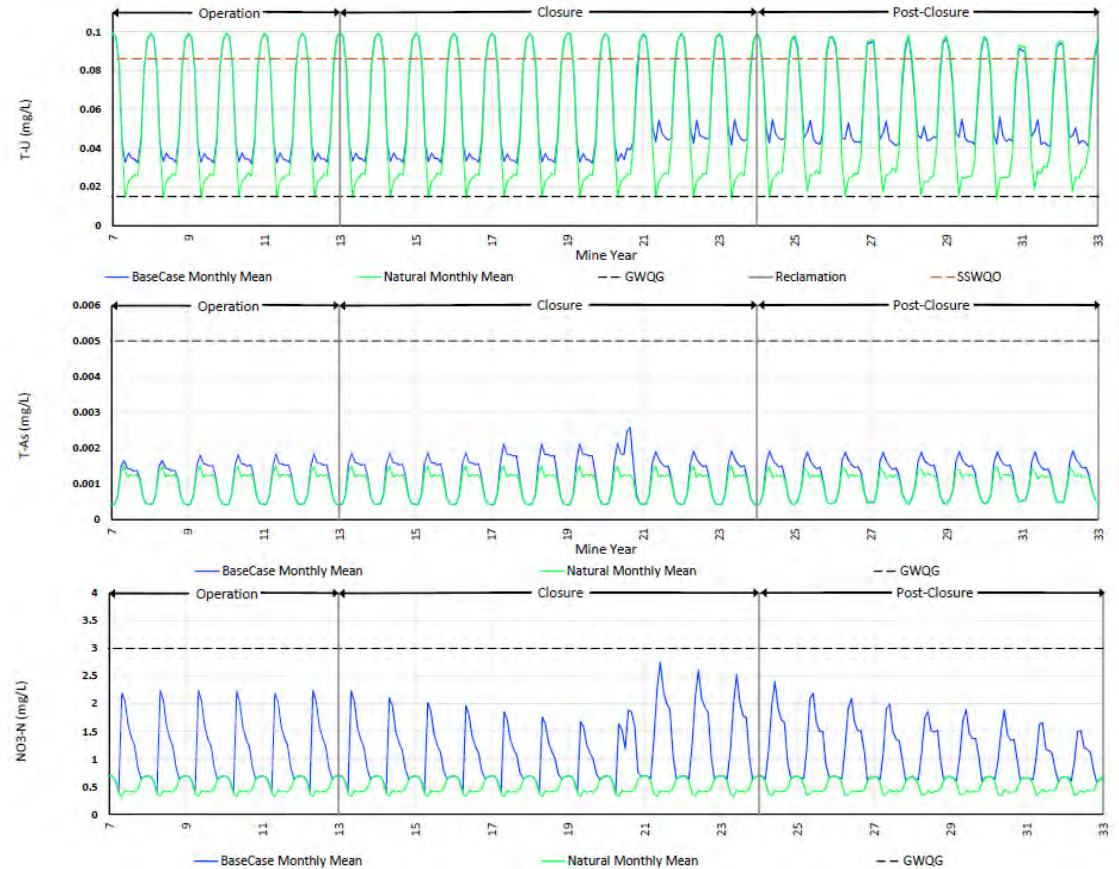 Operation Closure Post-Closure
T-U (mg/L)
0.1
0.08
0.06
0.04
0.02
0
7 9 11 13 15 17 19 21 23 25 27 29 31 33
Mine Year
BaseCase Monthly Mean Natural Monthly Mean GWQG Reclamation SSWQO
Operation Closure Post-Closure
T-As (mg/L)
0.006
0.005
0.004
0.003
0.002
0.001
0
7 9 11 13 15 17 19 21 23 25 27 29 31 33
Mine Year
BaseCase Monthly Mean Natural Monthly Mean GWQG
Operation Closure Post-Closure
NO3-N (mg/L)
4
3.5
3
2.5
2
1.5
1
0.5
0
7 9 11 13 15 17 19 21 23 25 27 29 31 33
BaseCase Monthly Mean Natural Monthly Mean GWQG